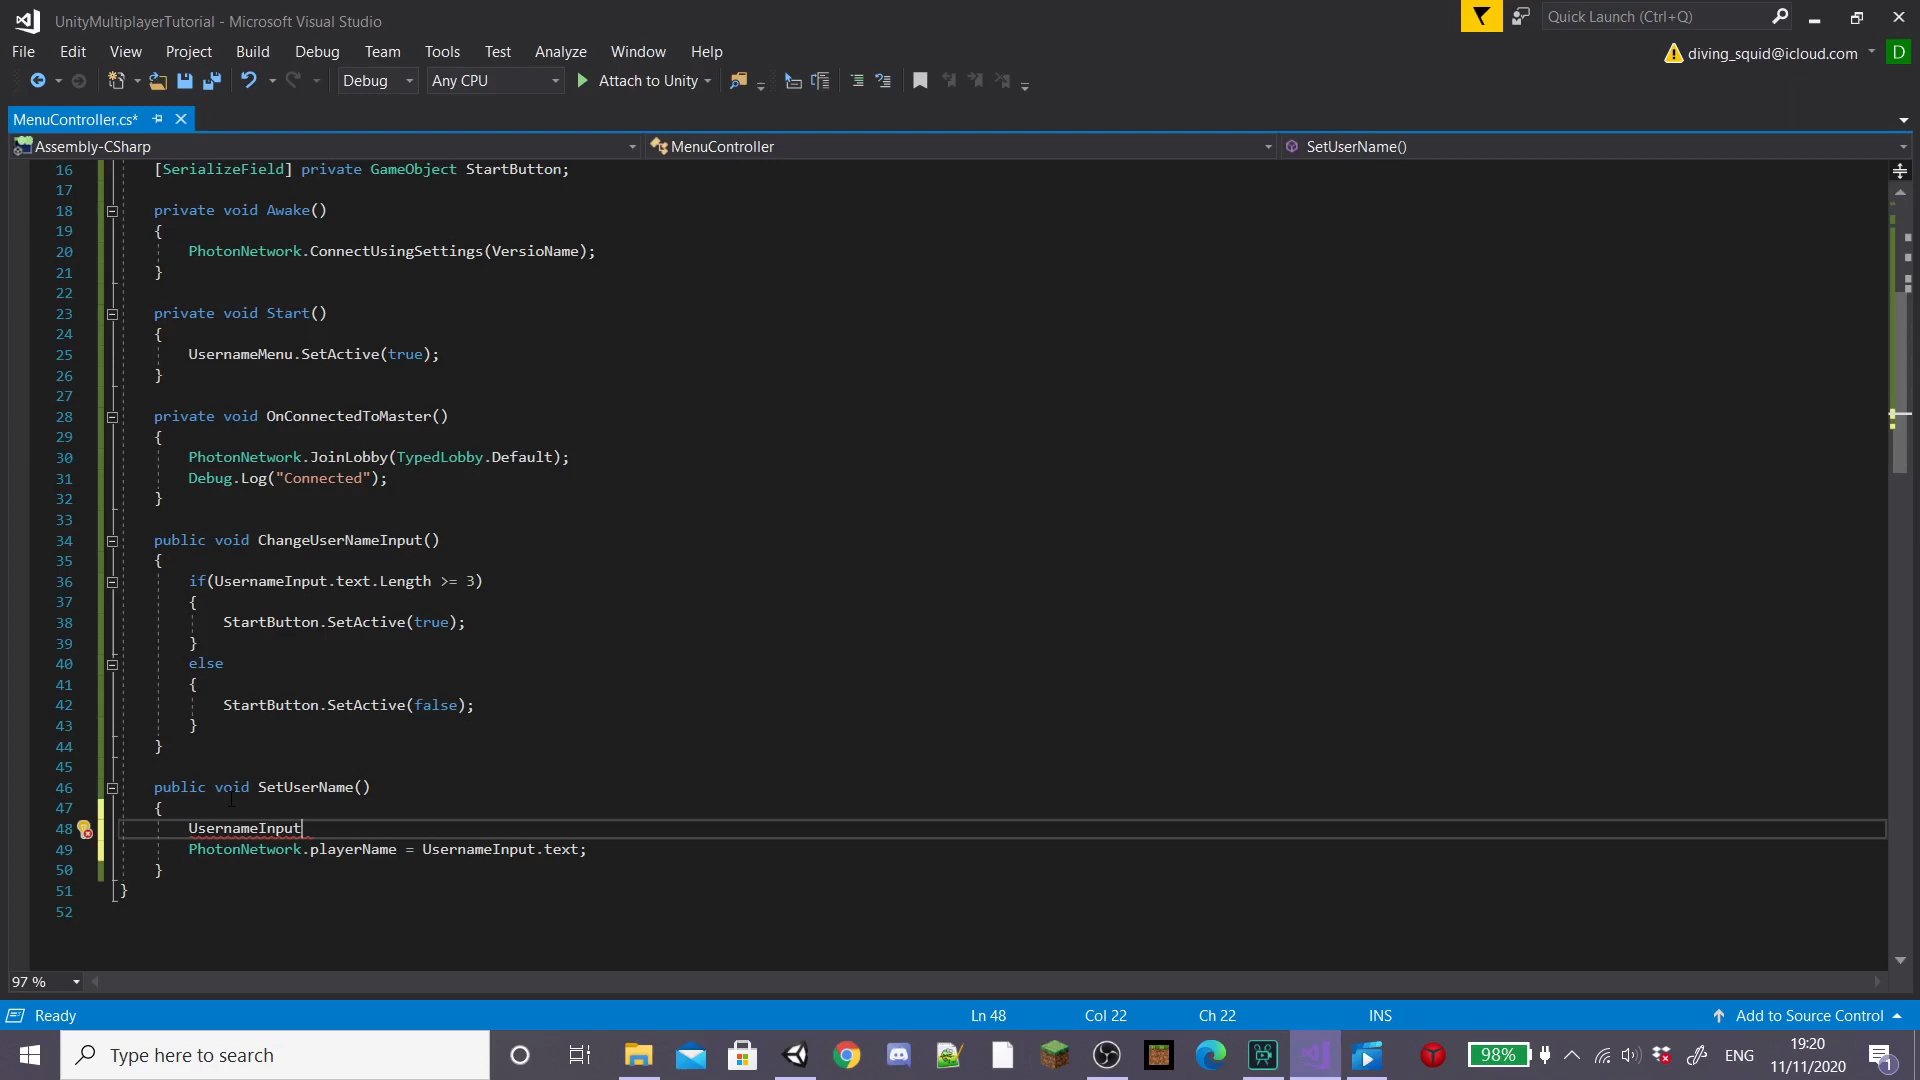 UnityMultiplayerTutorial - Microsoft Visual Studio
Quick Launch (Ctrl+Q)
File Edit View Project Build Debug Team Tools Test Analyze Window Help
diving_squid@icloud.com D
Debug Any CPU Attach to Unity
MenuController.cs*
Assembly-CSharp MenuController SetUserName()
16 [SerializeField] private GameObject StartButton;
17
18 private void Awake()
19 {
20 PhotonNetwork.ConnectUsingSettings(VersioName);
21 }
22
23 private void Start()
24 {
25 UsernameMenu.SetActive(true);
26 }
27
28 private void OnConnectedToMaster()
29 {
30 PhotonNetwork.JoinLobby(TypedLobby.Default);
31 Debug.Log("Connected");
32 }
33
34 public void ChangeUserNameInput()
35 {
36 if(UsernameInput.text.Length >= 3)
37 {
38 StartButton.SetActive(true);
39 }
40 else
41 {
42 StartButton.SetActive(false);
43 }
44 }
45
46 public void SetUserName()
47 {
48 UsernameInput
49 PhotonNetwork.playerName = UsernameInput.text;
50 }
51 }
52
97 %
Ready Ln 48 Col 22 Ch 22 INS Add to Source Control
Type here to search 98% ENG 19:20
11/11/2020 1